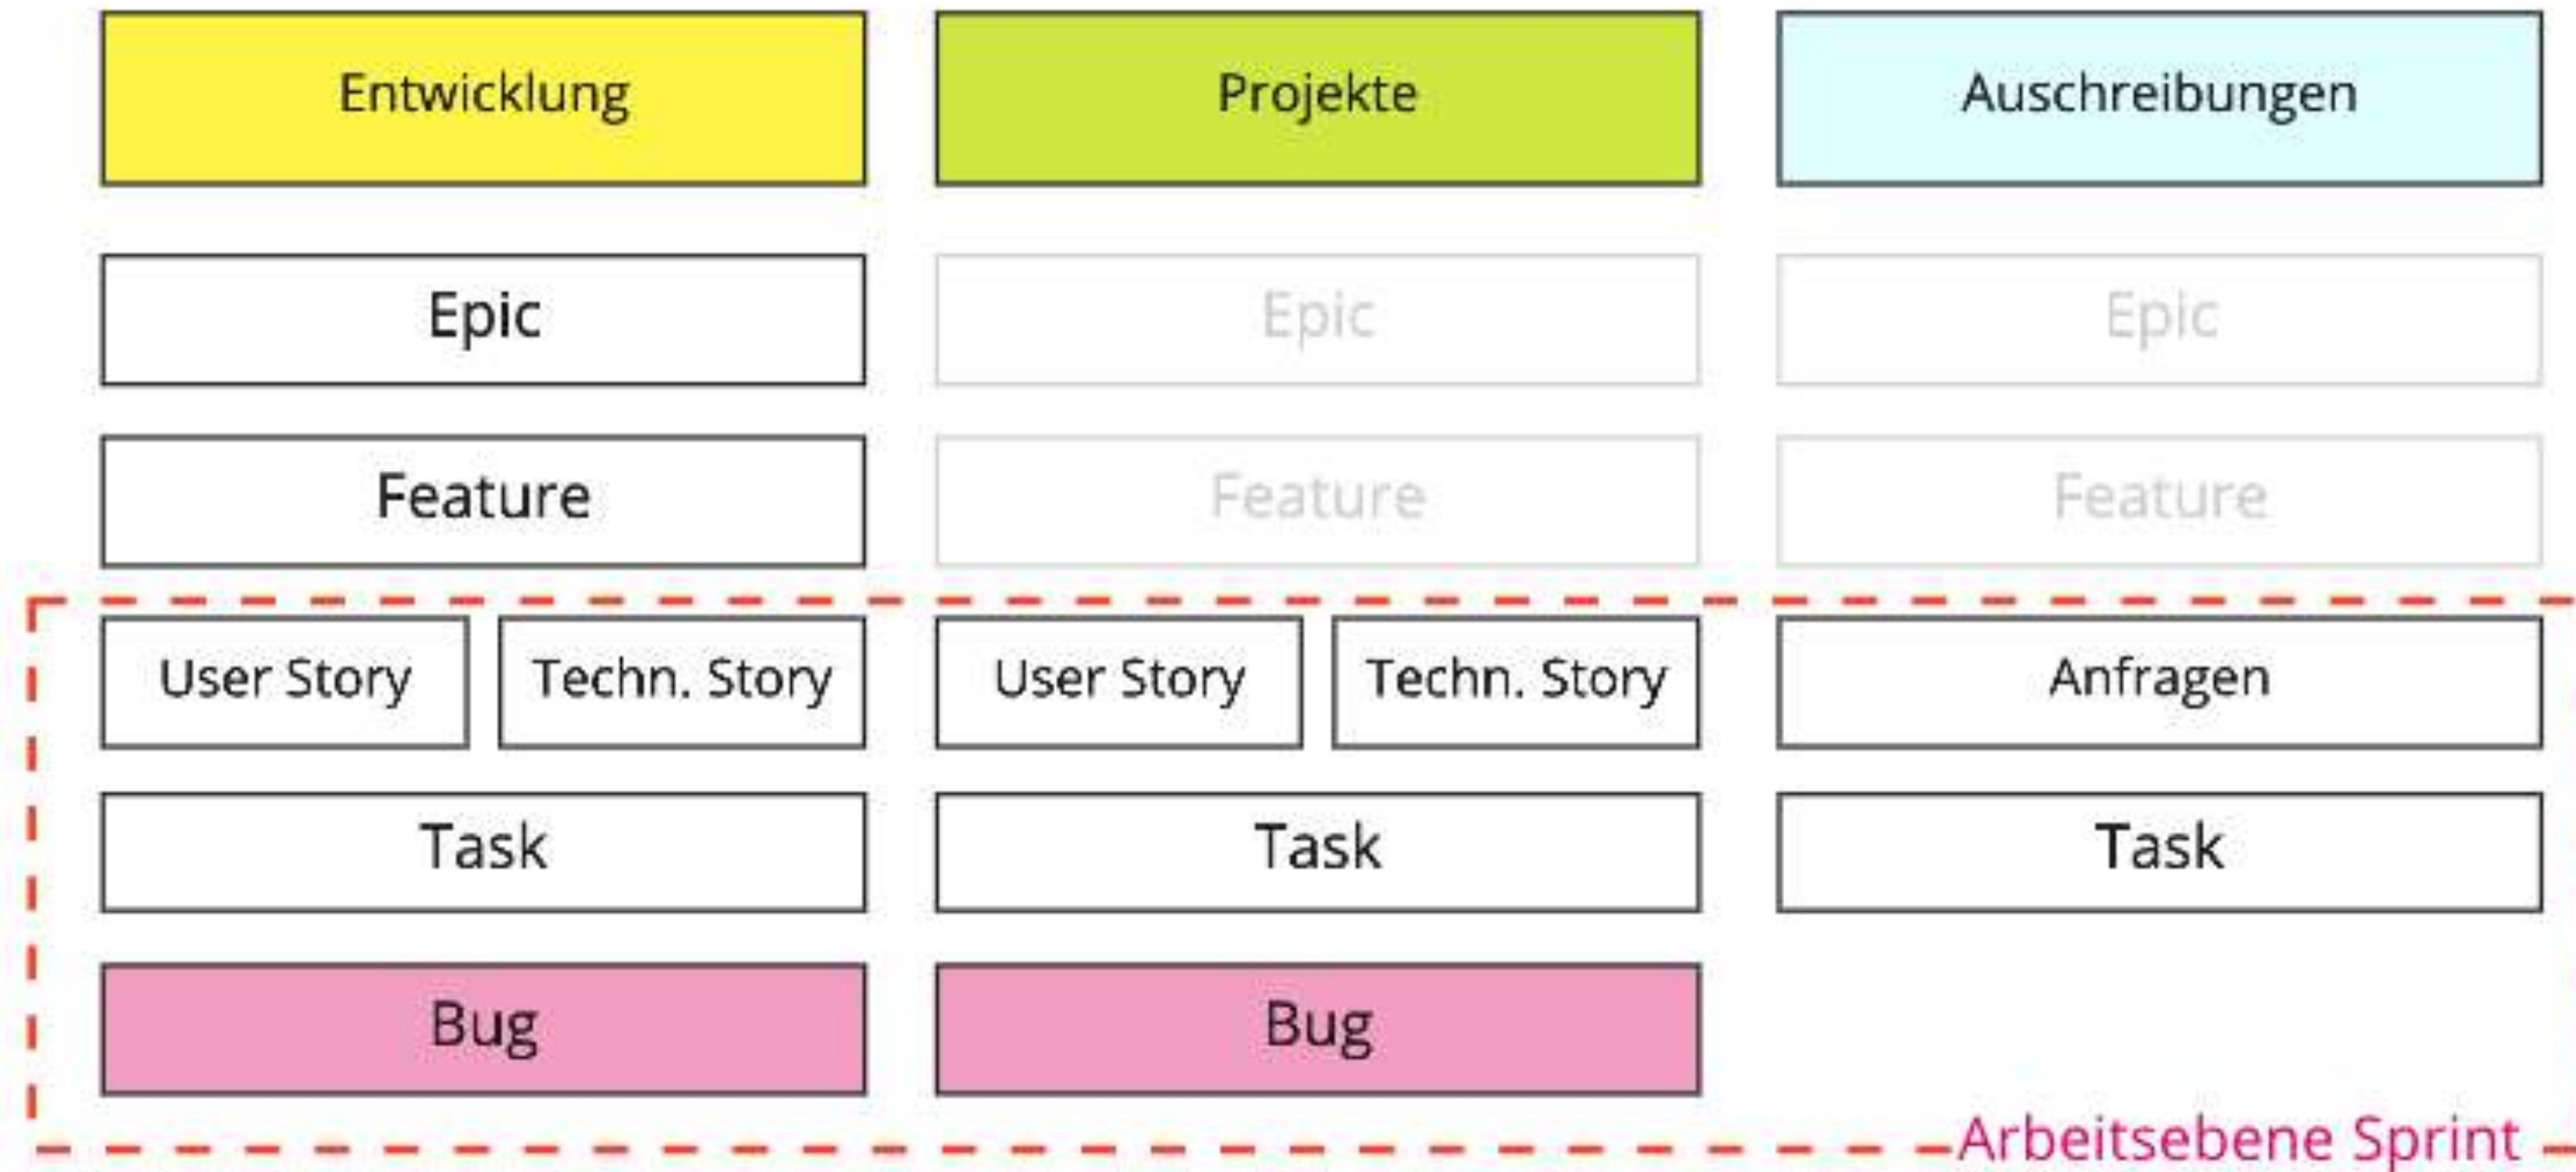 Entwicklung
Projekte
Auschreibungen
Epic
Epic
Epic
Feature
Feature
Feature
User Story
Techn. Story
User Story
Techn. Story
Anfragen
Task
Task
Task
Bug
Bug
Arbeitsebene Sprint